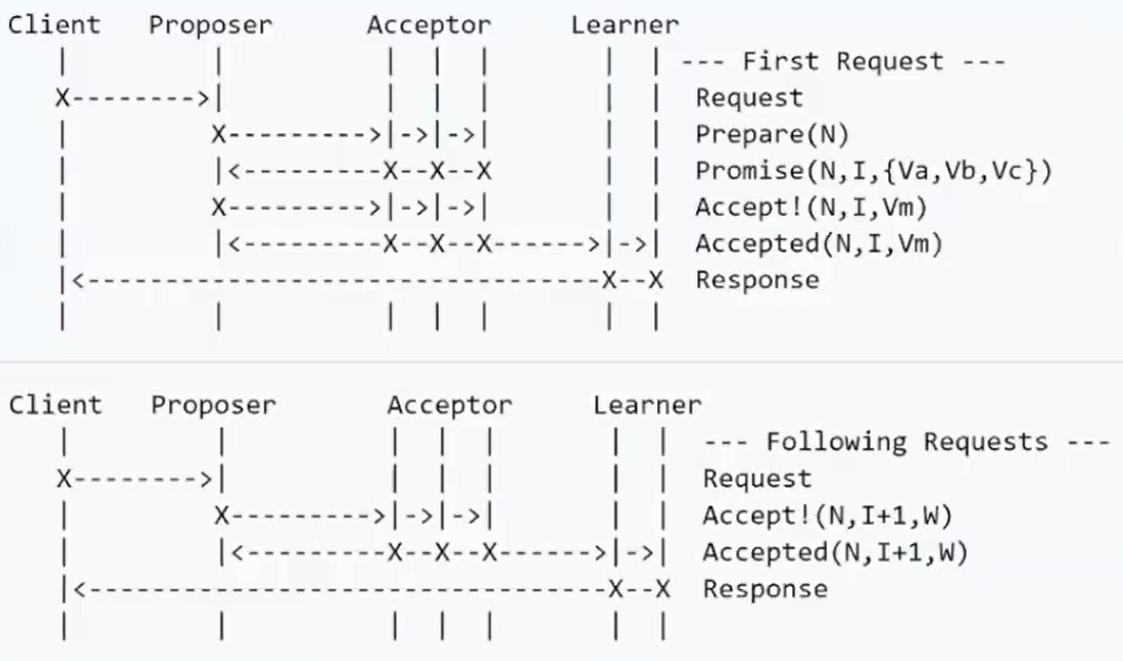 Client Proposer Acceptor Learner
| | | | | | | --- First Request ---
X-------->| | | | | | Request
| X--------->|->|->| | | Prepare(N)
| |<---------X--X--X | | Promise(N,I,{Va,Vb,Vc})
| X--------->|->|->| | | Accept!(N,I,Vm)
| |<---------X--X--X------>|->| Accepted(N,I,Vm)
|<---------------------------------X--X Response
| | | | | | |
Client Proposer Acceptor Learner
| | | | | | | --- Following Requests ---
X-------->| | | | | | Request
| X--------->|->|->| | | Accept!(N,I+1,W)
| |<---------X--X--X------>|->| Accepted(N,I+1,W)
|<---------------------------------X--X Response
| | | | | | |